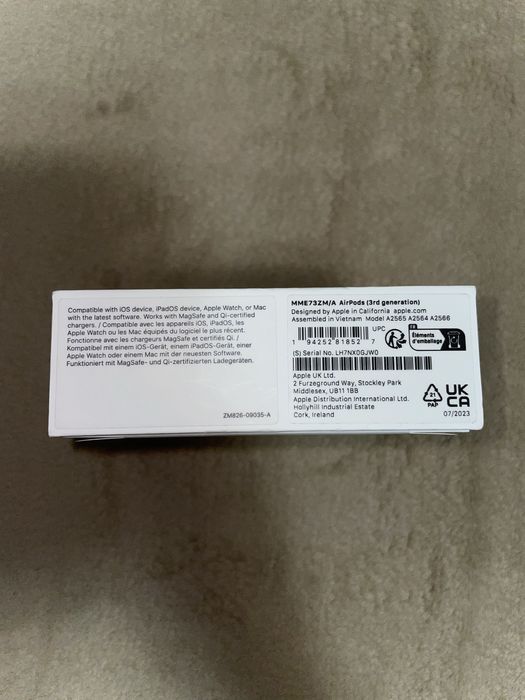 Compatible with iOS device, iPadOS device, Apple Watch, or Mac
with the latest software. Works with MagSafe and Qi-certified
chargers. / Compatible avec les appareils iOS, iPadOS, les
Apple Watch ou les Mac équipés du logiciel le plus récent.
Fonctionne avec les chargeurs MagSafe et certifiés Qi. /
Kompatibel mit einem iOS-Gerät, einem iPadOS-Gerät, einer
Apple Watch oder einem Mac mit der neuesten Software.
Funktioniert mit MagSafe- und Qi-zertifizierten Ladegeräten.
ZM826-09035-A
MME73ZM/A AirPods (3rd generation)
Designed by Apple in California apple.com
Assembled in Vietnam Model A2565 A2564 A2566
UPC
1 94252 81852 7
FR
Éléments
d'emballage
(S) Serial No. LH7NX0GJW0
Apple UK Ltd.
2 Furzeground Way, Stockley Park
Middlesex, UB11 1BB
Apple Distribution International Ltd.
Hollyhill Industrial Estate
Cork, Ireland
21
PAP
UK
CA
07/2023